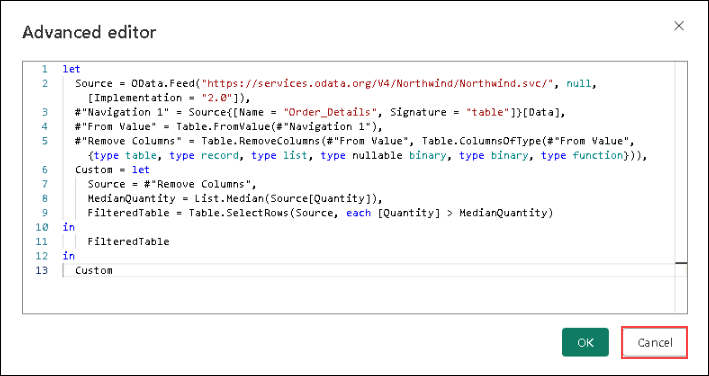 Advanced editor
1 let
2 Source = OData.Feed("https://services.odata.org/V4/Northwind/Northwind.svc/", null,
[Implementation = "2.0"]),
3 #"Navigation 1" = Source{[Name = "Order_Details", Signature = "table"]}[Data],
4 #"From Value" = Table.FromValue(#"Navigation 1"),
5 #"Remove Columns" = Table.RemoveColumns(#"From Value", Table.ColumnsOfType(#"From Value",
{type table, type record, type list, type nullable binary, type binary, type function})),
6 Custom = let
7 Source = #"Remove Columns",
8 MedianQuantity = List.Median(Source[Quantity]),
9 FilteredTable = Table.SelectRows(Source, each [Quantity] > MedianQuantity)
10 in
11 FilteredTable
12 in
13 Custom
OK Cancel